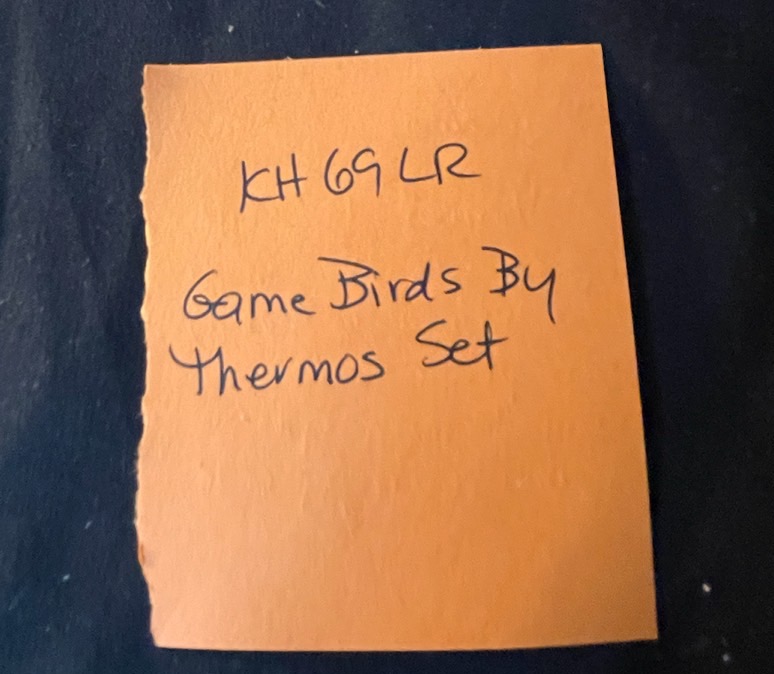 KH 69 LR
Game Birds By
Thermos Set